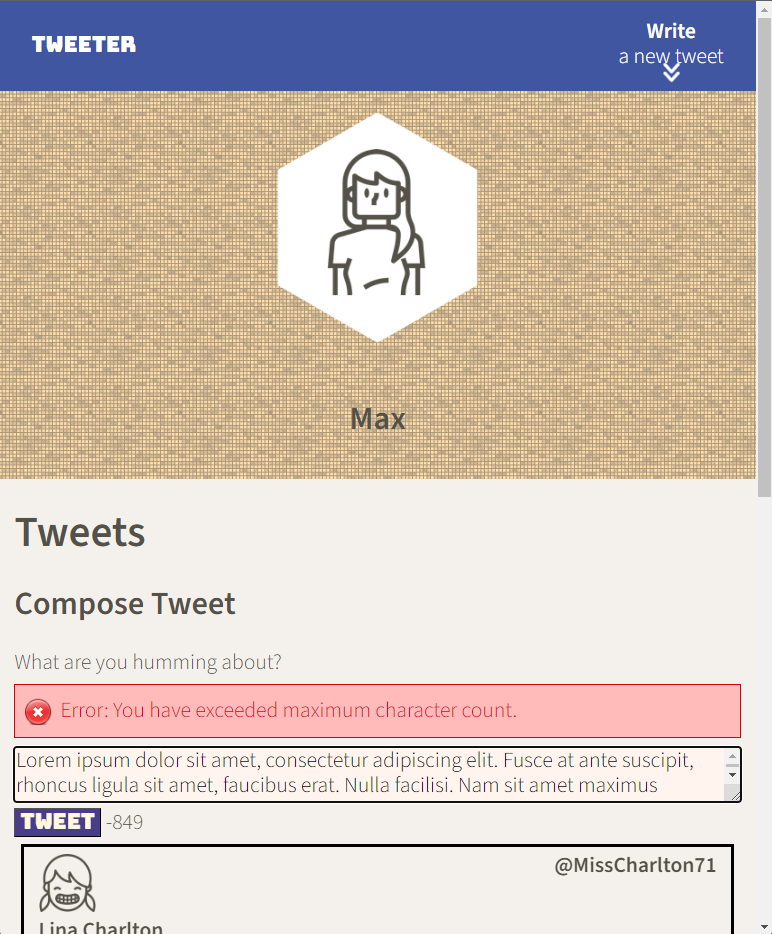 TWEETER
Write
a new tweet
Max
Tweets
Compose Tweet
What are you humming about?
Error: You have exceeded maximum character count.
Lorem ipsum dolor sit amet, consectetur adipiscing elit. Fusce at ante suscipit,
rhoncus ligula sit amet, faucibus erat. Nulla facilisi. Nam sit amet maximus
TWEET -849
@MissCharlton71
Lina Charlton